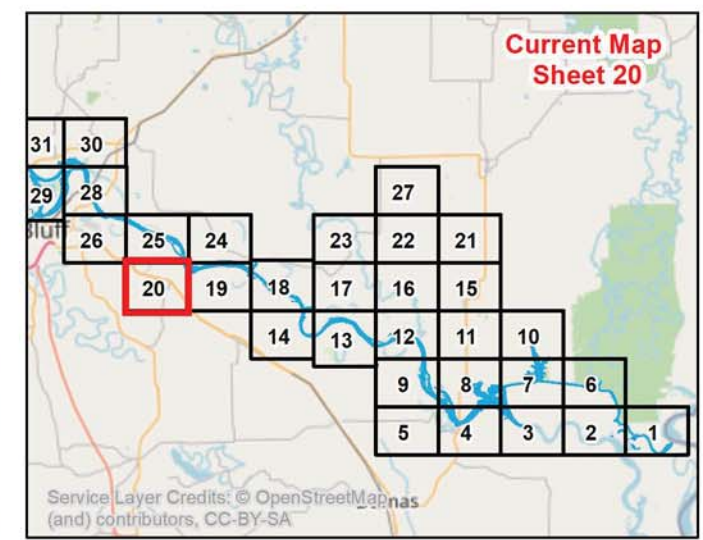 Current Map
Sheet 20
31 30
29 28 27
Bluff 26 25 24 23 22 21
20 19 18 17 16 15
14 13 12 11 10
9 8 7 6
5 4 3 2 1
Service Layer Credits: © OpenStreetMap
(and) contributors, CC-BY-SA